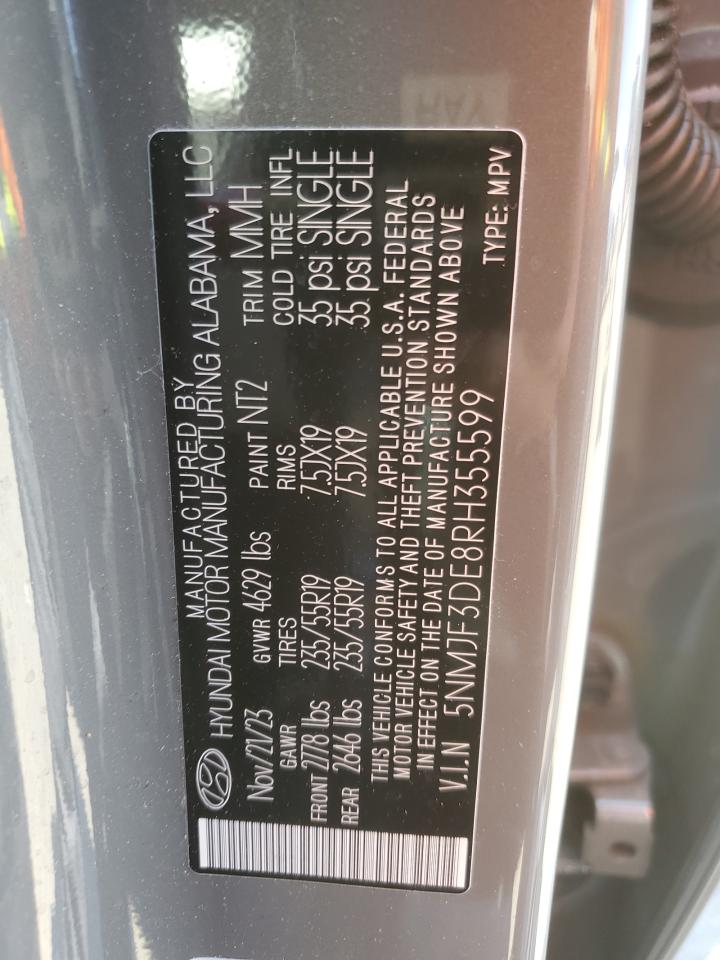 MANUFACTURED BY
HYUNDAI MOTOR MANUFACTURING ALABAMA, LLC
Nov/21/23 GVWR 4629 lbs PAINT NT2 TRIM MMH
GAWR TIRES RIMS COLD TIRE INFL
FRONT 2778 lbs 235/55R19 7.5JX19 35 psi SINGLE
REAR 2646 lbs 235/55R19 7.5JX19 35 psi SINGLE
THIS VEHICLE CONFORMS TO ALL APPLICABLE U.S.A. FEDERAL
MOTOR VEHICLE SAFETY AND THEFT PREVENTION STANDARDS
IN EFFECT ON THE DATE OF MANUFACTURE SHOWN ABOVE
V.I.N 5NMJF3DE8RH355599
TYPE: MPV